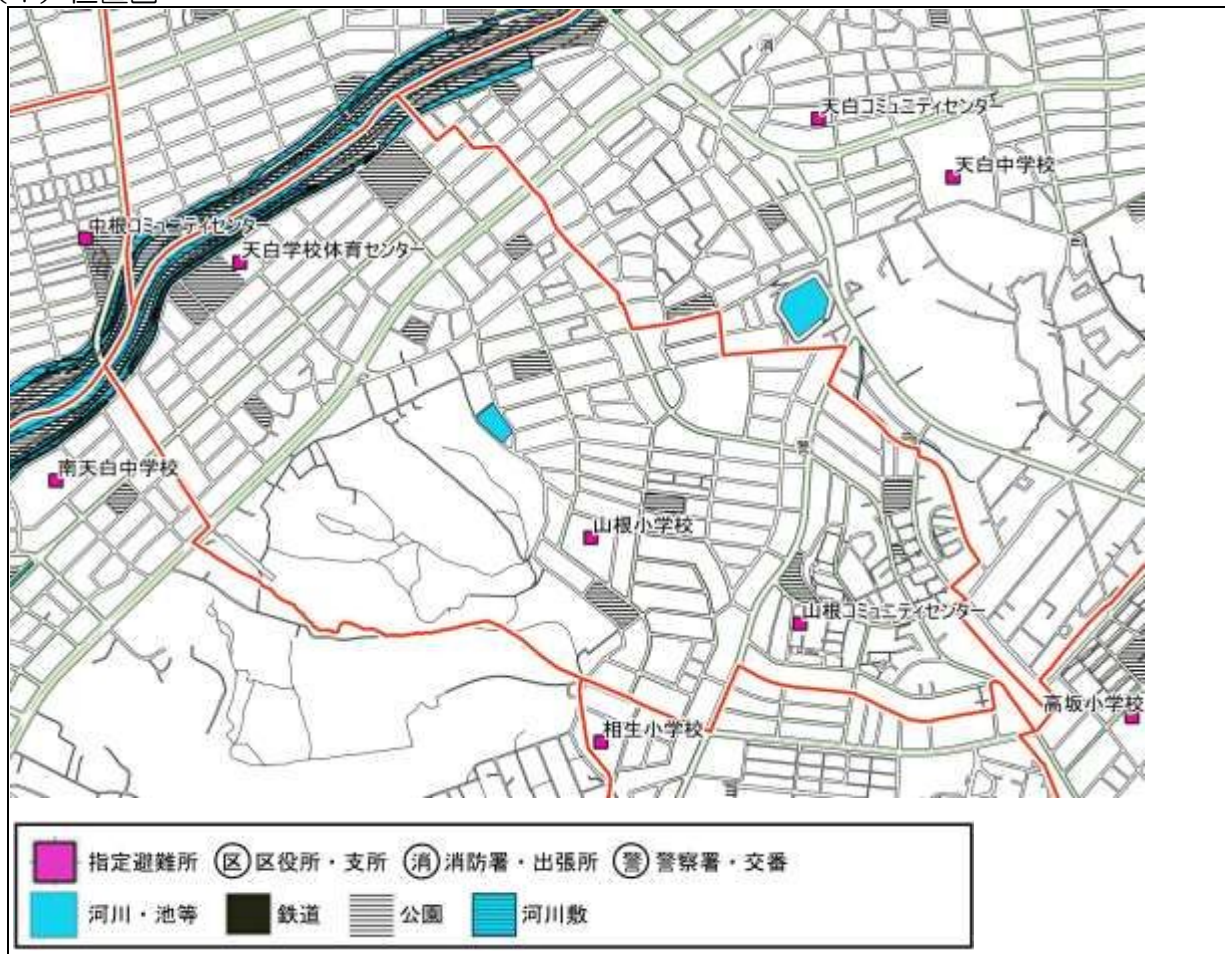 消
天白コミュニティセンター
天白中学校
中根コミュニティセンター
天白学校体育センター
警
南天白中学校
山根小学校
山根コミュニティセンター
高坂小学校
相生小学校
指定避難所 区 区役所・支所 消 消防署・出張所 警 警察署・交番
河川・池等 鉄道 公園 河川敷